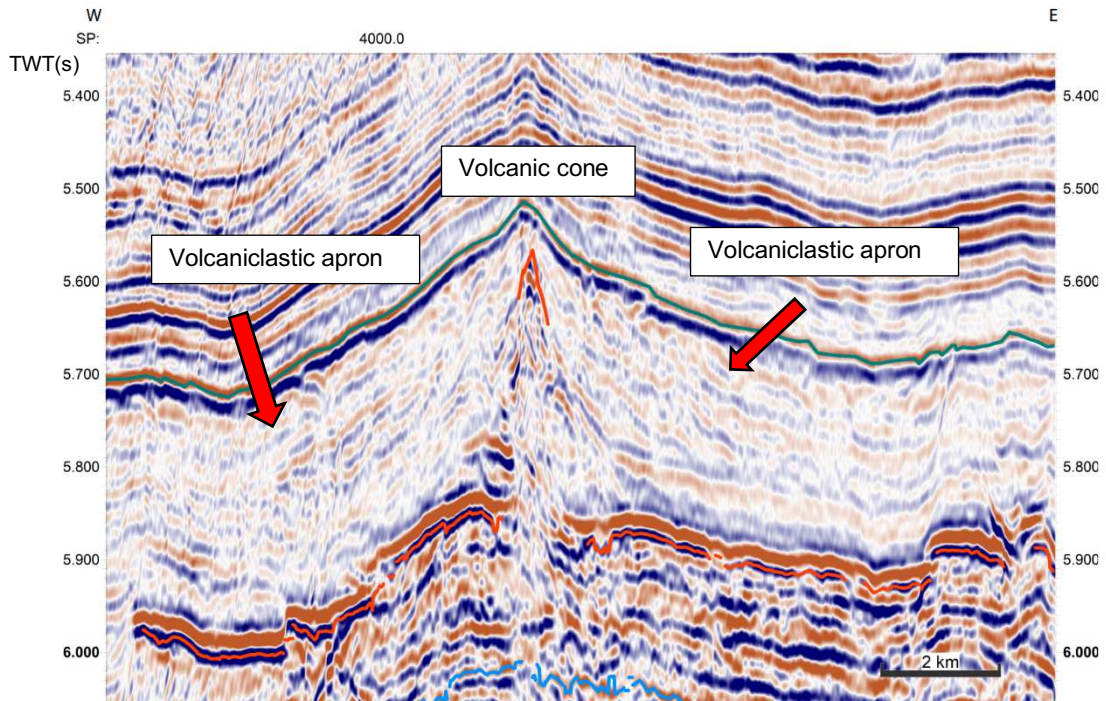 W E
SP: 4000.0
TWT(s)
5.400 5.400
Volcanic cone
5.500 5.500
Volcaniclastic apron Volcaniclastic apron
5.600 5.600
5.700 5.700
5.800 5.800
5.900 5.900
6.000 2 km 6.000